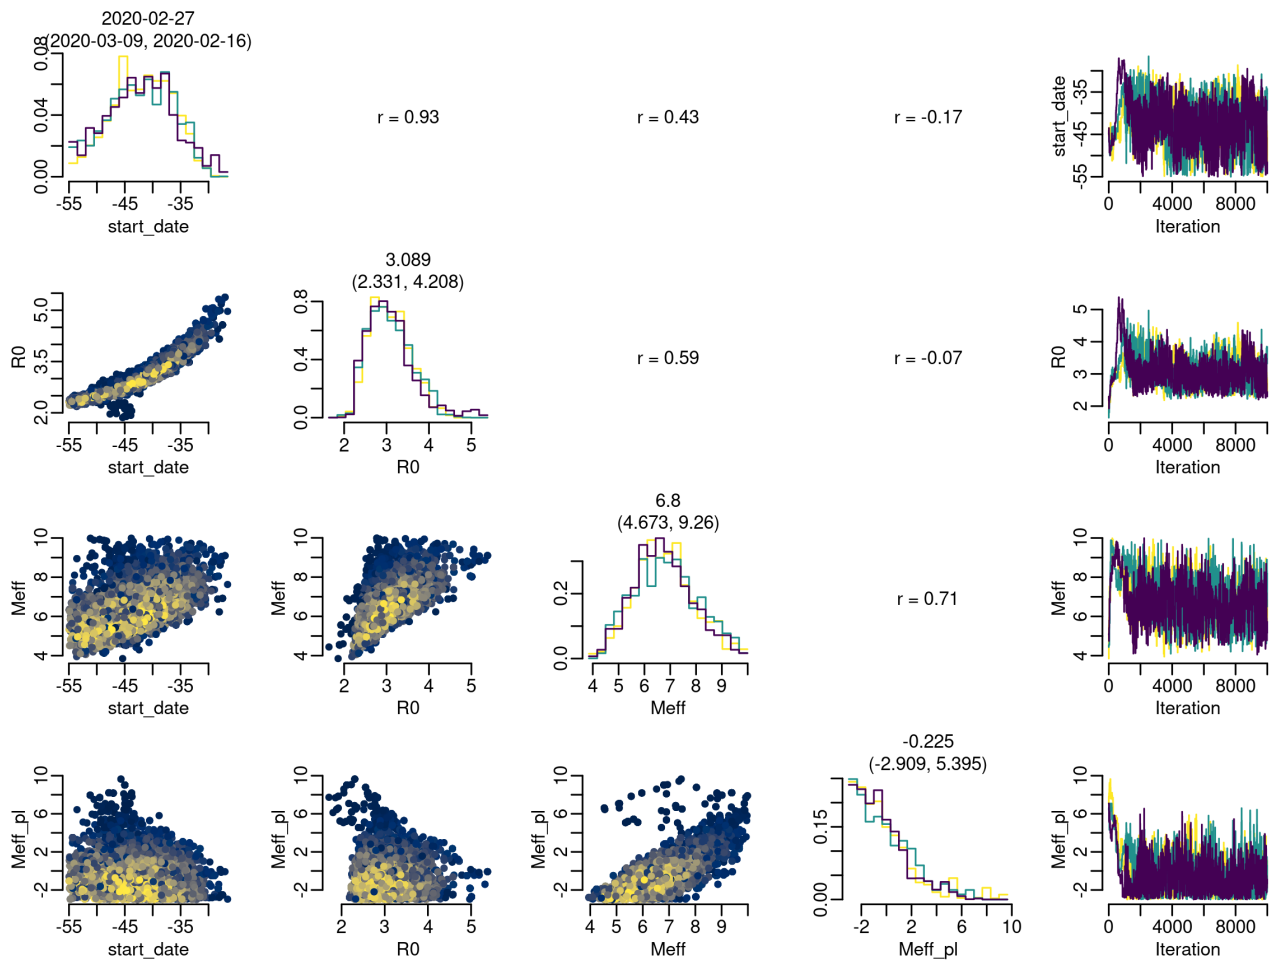 2020-02-27
(2020-03-09, 2020-02-16)
0.00 0.04 0.08
-55 -45 -35
start_date
r = 0.93
r = 0.43
r = -0.17
start_date
-55 -45 -35
0 4000 8000
Iteration
R0
2.0 3.5 5.0
-55 -45 -35
start_date
3.089
(2.331, 4.208)
0.0 0.4 0.8
2 3 4 5
R0
r = 0.59
r = -0.07
R0
2 3 4 5
0 4000 8000
Iteration
Meff
4 6 8 10
-55 -45 -35
start_date
Meff
4 6 8 10
2 3 4 5
R0
6.8
(4.673, 9.26)
0.0 0.2
4 5 6 7 8 9
Meff
r = 0.71
Meff
4 6 8 10
0 4000 8000
Iteration
Meff_pl
-2 2 6 10
-55 -45 -35
start_date
Meff_pl
-2 2 6 10
2 3 4 5
R0
Meff_pl
-2 2 6 10
4 5 6 7 8 9
Meff
-0.225
(-2.909, 5.395)
0.00 0.15
-2 2 6 10
Meff_pl
Meff_pl
-2 2 6 10
0 4000 8000
Iteration